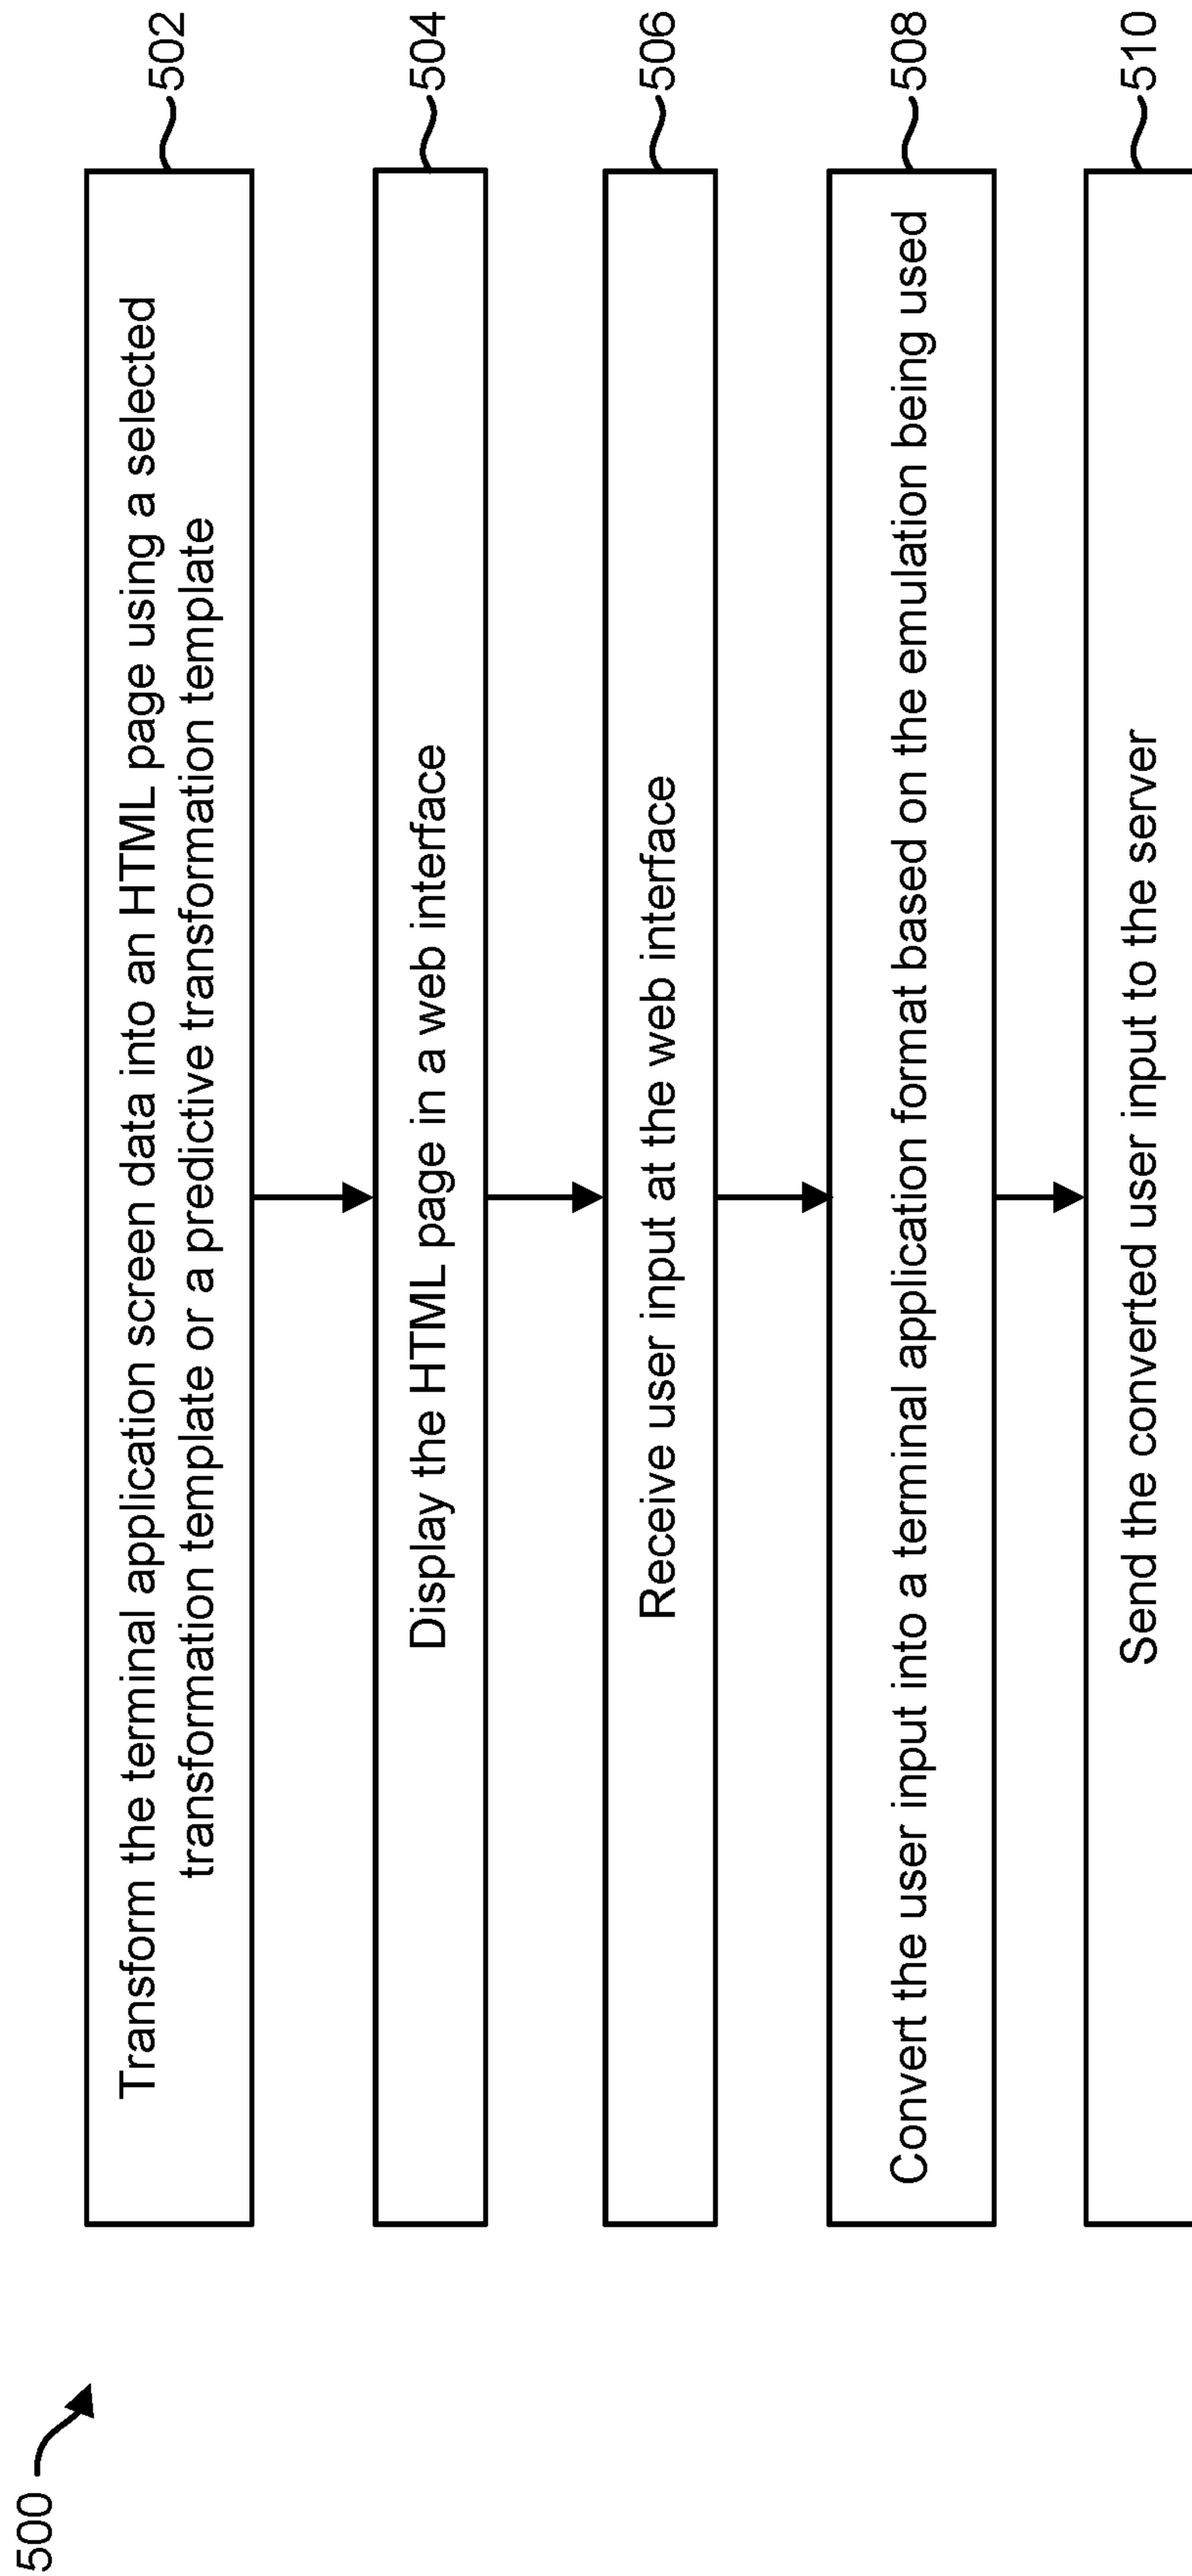 500
Transform the terminal application screen data into an HTML page using a selected
transformation template or a predictive transformation template
502
Display the HTML page in a web interface
504
Receive user input at the web interface
506
Convert the user input into a terminal application format based on the emulation being used
508
Send the converted user input to the server
510